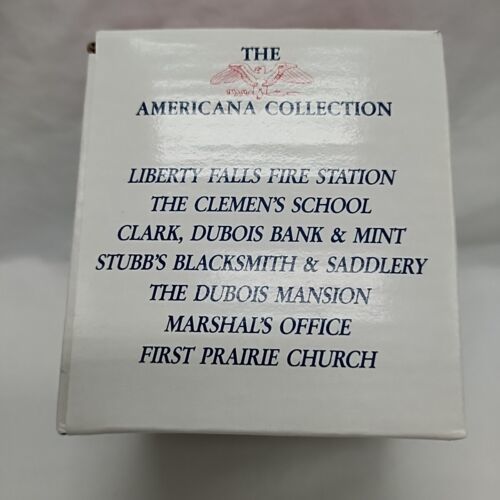 THE
AMERICANA COLLECTION
LIBERTY FALLS FIRE STATION
THE CLEMEN'S SCHOOL
CLARK, DUBOIS BANK & MINT
STUBB'S BLACKSMITH & SADDLERY
THE DUBOIS MANSION
MARSHAL'S OFFICE
FIRST PRAIRIE CHURCH